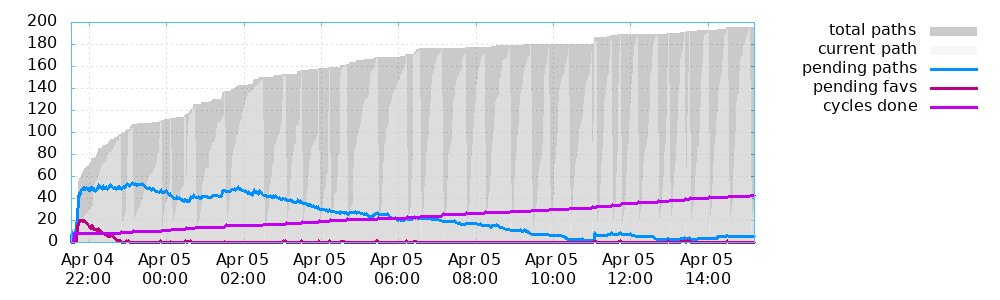 200
180
160
140
120
100
80
60
40
20
0
Apr 04 Apr 05 Apr 05 Apr 05 Apr 05 Apr 05 Apr 05 Apr 05 Apr 05
22:00 00:00 02:00 04:00 06:00 08:00 10:00 12:00 14:00
total paths
current path
pending paths
pending favs
cycles done